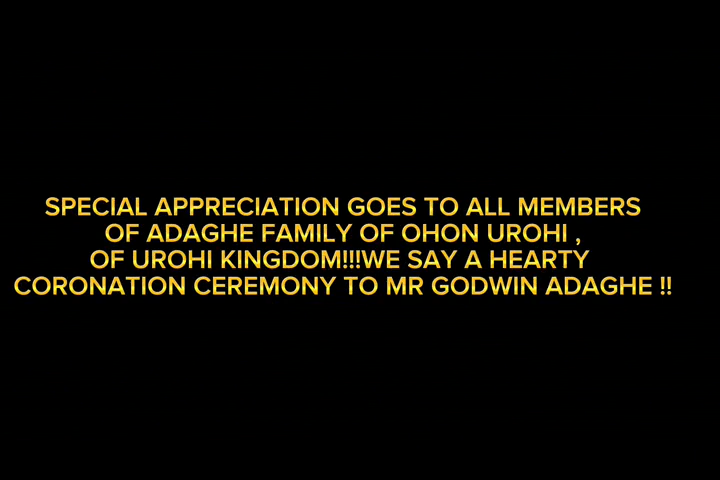 SPECIAL APPRECIATION GOES TO ALL MEMBERS
OF ADAGHE FAMILY OF OHON UROHI ,
OF UROHI KINGDOM!!!WE SAY A HEARTY
CORONATION CEREMONY TO MR GODWIN ADAGHE !!